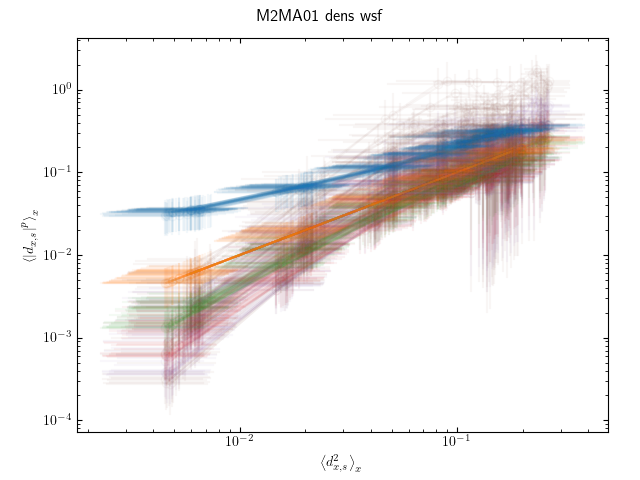 M2MA01 dens wsf
10^0
10^{-1}
10^{-2}
10^{-3}
10^{-4}
⟨|d_{x,s}|^p⟩_x
10^{-2}
10^{-1}
⟨d^2_{x,s}⟩_x